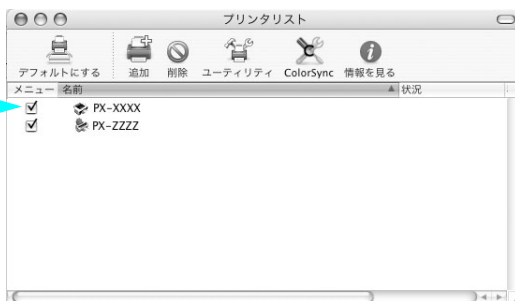 プリンタリスト
デフォルトにする 追加 削除 ユーティリティ ColorSync 情報を見る
メニュー 名前 状況
PX-XXXX
PX-ZZZZ